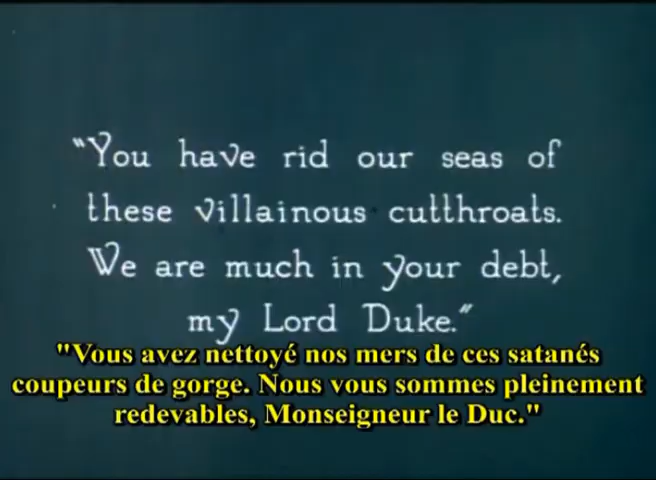 "You have rid our seas of
these villainous cutthroats.
We are much in your debt,
my Lord Duke."
"Vous avez nettoyé nos mers de ces satanés
coupeurs de gorge. Nous vous sommes pleinement
redevables, Monseigneur le Duc."